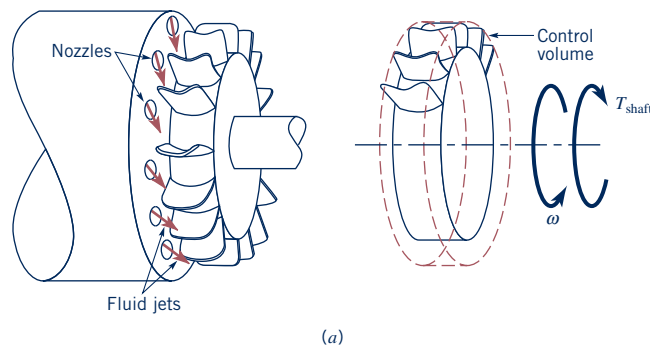 Nozzles
Control
volume
T_shaft
ω
Fluid jets
(a)